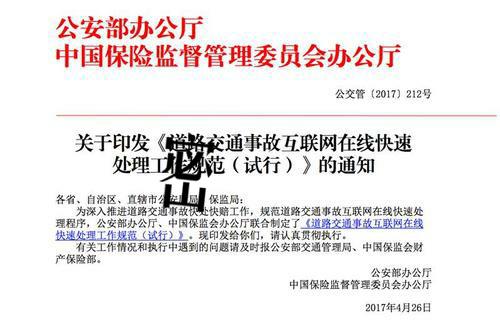 公安部办公厅
中国保险监督管理委员会办公厅
公交管〔2017〕212号
关于印发《道路交通事故互联网在线快速
处理工作规范（试行）》的通知
各省、自治区、直辖市公安 局 保监局：
为深入推进道路交通事故快处快赔工作，规范道路交通事故互联网在线快速处
理程序，公安部办公厅、中国保监会办公厅联合制定了《道路交通事故互联网在线
快速处理工作规范（试行）》。现印发给你们，请认真贯彻执行。
有关工作情况和执行中遇到的问题请及时报公安部交通管理局、中国保监会财
产保险部。
公安部办公厅
中国保险监督管理委员会办公厅
2017年4月26日